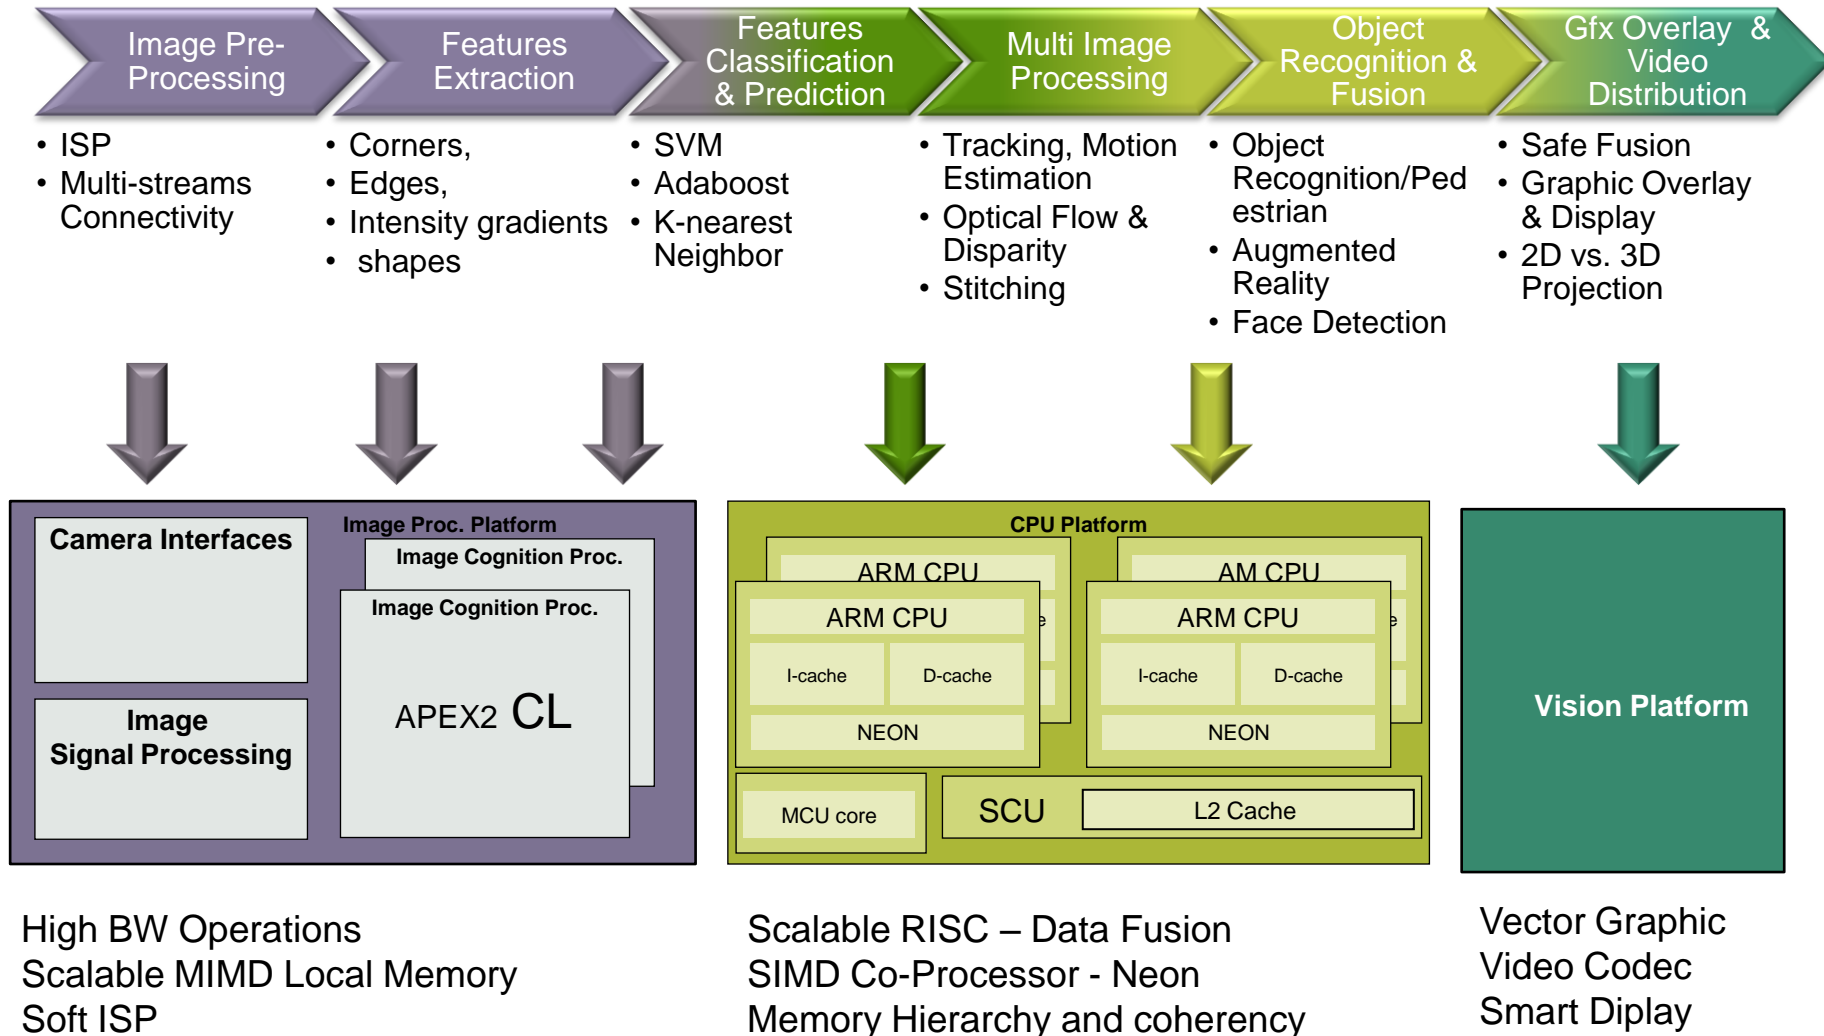 Image Pre-
Processing
Features
Extraction
Features
Classification
& Prediction
Multi Image
Processing
Object
Recognition &
Fusion
Gfx Overlay &
Video
Distribution
• ISP
• Multi-streams
Connectivity
• Corners,
• Edges,
• Intensity gradients
• shapes
• SVM
• Adaboost
• K-nearest
Neighbor
• Tracking, Motion
Estimation
• Optical Flow &
Disparity
• Stitching
• Object
Recognition/Ped
estrian
• Augmented
Reality
• Face Detection
• Safe Fusion
• Graphic Overlay
& Display
• 2D vs. 3D
Projection
Image Proc. Platform
Camera Interfaces
Image
Signal Processing
Image Cognition Proc.
Image Cognition Proc.
APEX2 CL
CPU Platform
ARM CPU
e
ARM CPU
I-cache
D-cache
NEON
AM CPU
e
ARM CPU
I-cache
D-cache
NEON
MCU core
SCU
L2 Cache
Vision Platform
High BW Operations
Scalable MIMD Local Memory
Soft ISP
Scalable RISC – Data Fusion
SIMD Co-Processor - Neon
Memory Hierarchy and coherency
Vector Graphic
Video Codec
Smart Diplay